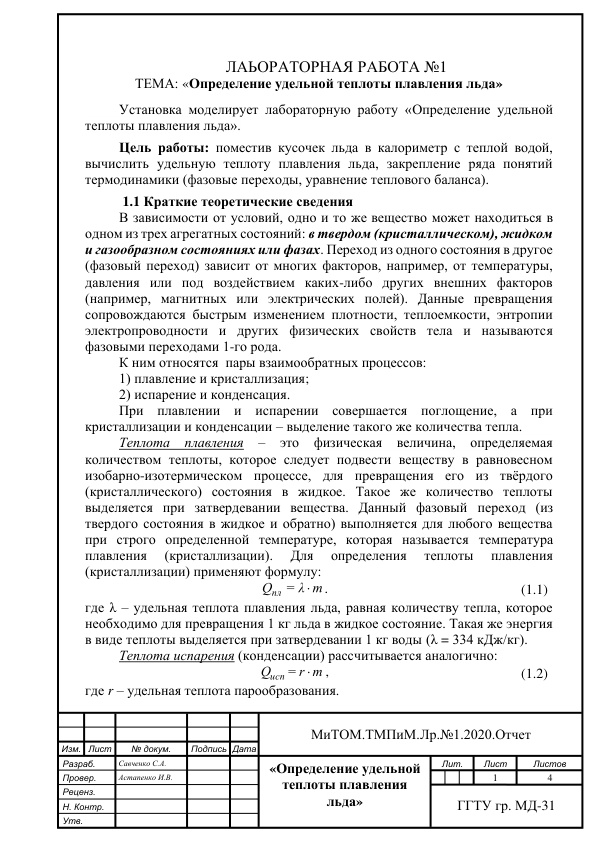 ЛАЬОРАТОРНАЯ РАБОТА №1
ТЕМА: «Определение удельной теплоты плавления льда»
Установка моделирует лабораторную работу «Определение удельной
теплоты плавления льда».
Цель работы: поместив кусочек льда в калориметр с теплой водой,
вычислить удельную теплоту плавления льда, закрепление ряда понятий
термодинамики (фазовые переходы, уравнение теплового баланса).
1.1 Краткие теоретические сведения
В зависимости от условий, одно и то же вещество может находиться в
одном из трех агрегатных состояний: в твердом (кристаллическом), жидком
и газообразном состояниях или фазах. Переход из одного состояния в другое
(фазовый переход) зависит от многих факторов, например, от температуры,
давления или под воздействием каких-либо других внешних факторов
(например, магнитных или электрических полей). Данные превращения
сопровождаются быстрым изменением плотности, теплоемкости, энтропии
электропроводности и других физических свойств тела и называются
фазовыми переходами 1-го рода.
К ним относятся пары взаимообратных процессов:
1) плавление и кристаллизация;
2) испарение и конденсация.
При плавлении и испарении совершается поглощение, а при
кристаллизации и конденсации – выделение такого же количества тепла.
Теплота плавления – это физическая величина, определяемая
количеством теплоты, которое следует подвести веществу в равновесном
изобарно-изотермическом процессе, для превращения его из твёрдого
(кристаллического) состояния в жидкое. Такое же количество теплоты
выделяется при затвердевании вещества. Данный фазовый переход (из
твердого состояния в жидкое и обратно) выполняется для любого вещества
при строго определенной температуре, которая называется температура
плавления (кристаллизации). Для определения теплоты плавления
(кристаллизации) применяют формулу:
Qпл = λ · m . (1.1)
где λ – удельная теплота плавления льда, равная количеству тепла, которое
необходимо для превращения 1 кг льда в жидкое состояние. Такая же энергия
в виде теплоты выделяется при затвердевании 1 кг воды (λ = 334 кДж/кг).
Теплота испарения (конденсации) рассчитывается аналогично:
Qисп = r · m , (1.2)
где r – удельная теплота парообразования.
МиТОМ.ТМПиМ.Лр.№1.2020.Отчет
Изм. Лист № докум. Подпись Дата
Разраб. Савченко С.А.
Провер. Астапенко И.В.
Реценз.
Н. Контр.
Утв.
«Определение удельной
теплоты плавления
льда»
Лит. Лист Листов
1 4
ГГТУ гр. МД-31